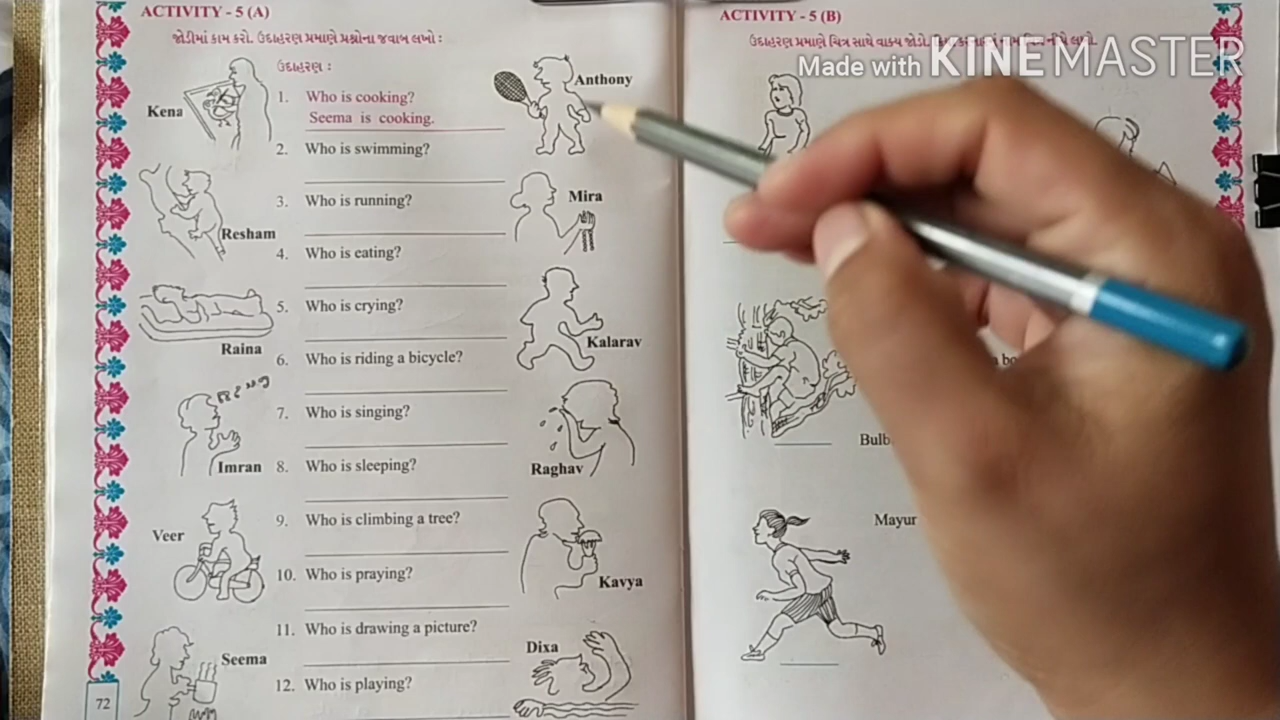 ACTIVITY - 5 (A)
જોડીમાં કામ કરો. ઉદાહરણ પ્રમાણે પ્રશ્નોના જવાબ લખો :
ઉદાહરણ :
Kena
1. Who is cooking?
Seema is cooking.
Anthony
2. Who is swimming?
3. Who is running?
Mira
Resham
4. Who is eating?
5. Who is crying?
Kalarav
Raina
6. Who is riding a bicycle?
7. Who is singing?
Imran
8. Who is sleeping?
Raghav
9. Who is climbing a tree?
Veer
10. Who is praying?
Kavya
11. Who is drawing a picture?
Dixa
Seema
12. Who is playing?
72
ACTIVITY - 5 (B)
ઉદાહરણ પ્રમાણે ચિત્ર સાથે વાક્ય જોડો.
Made with KINEMASTER
Mayur